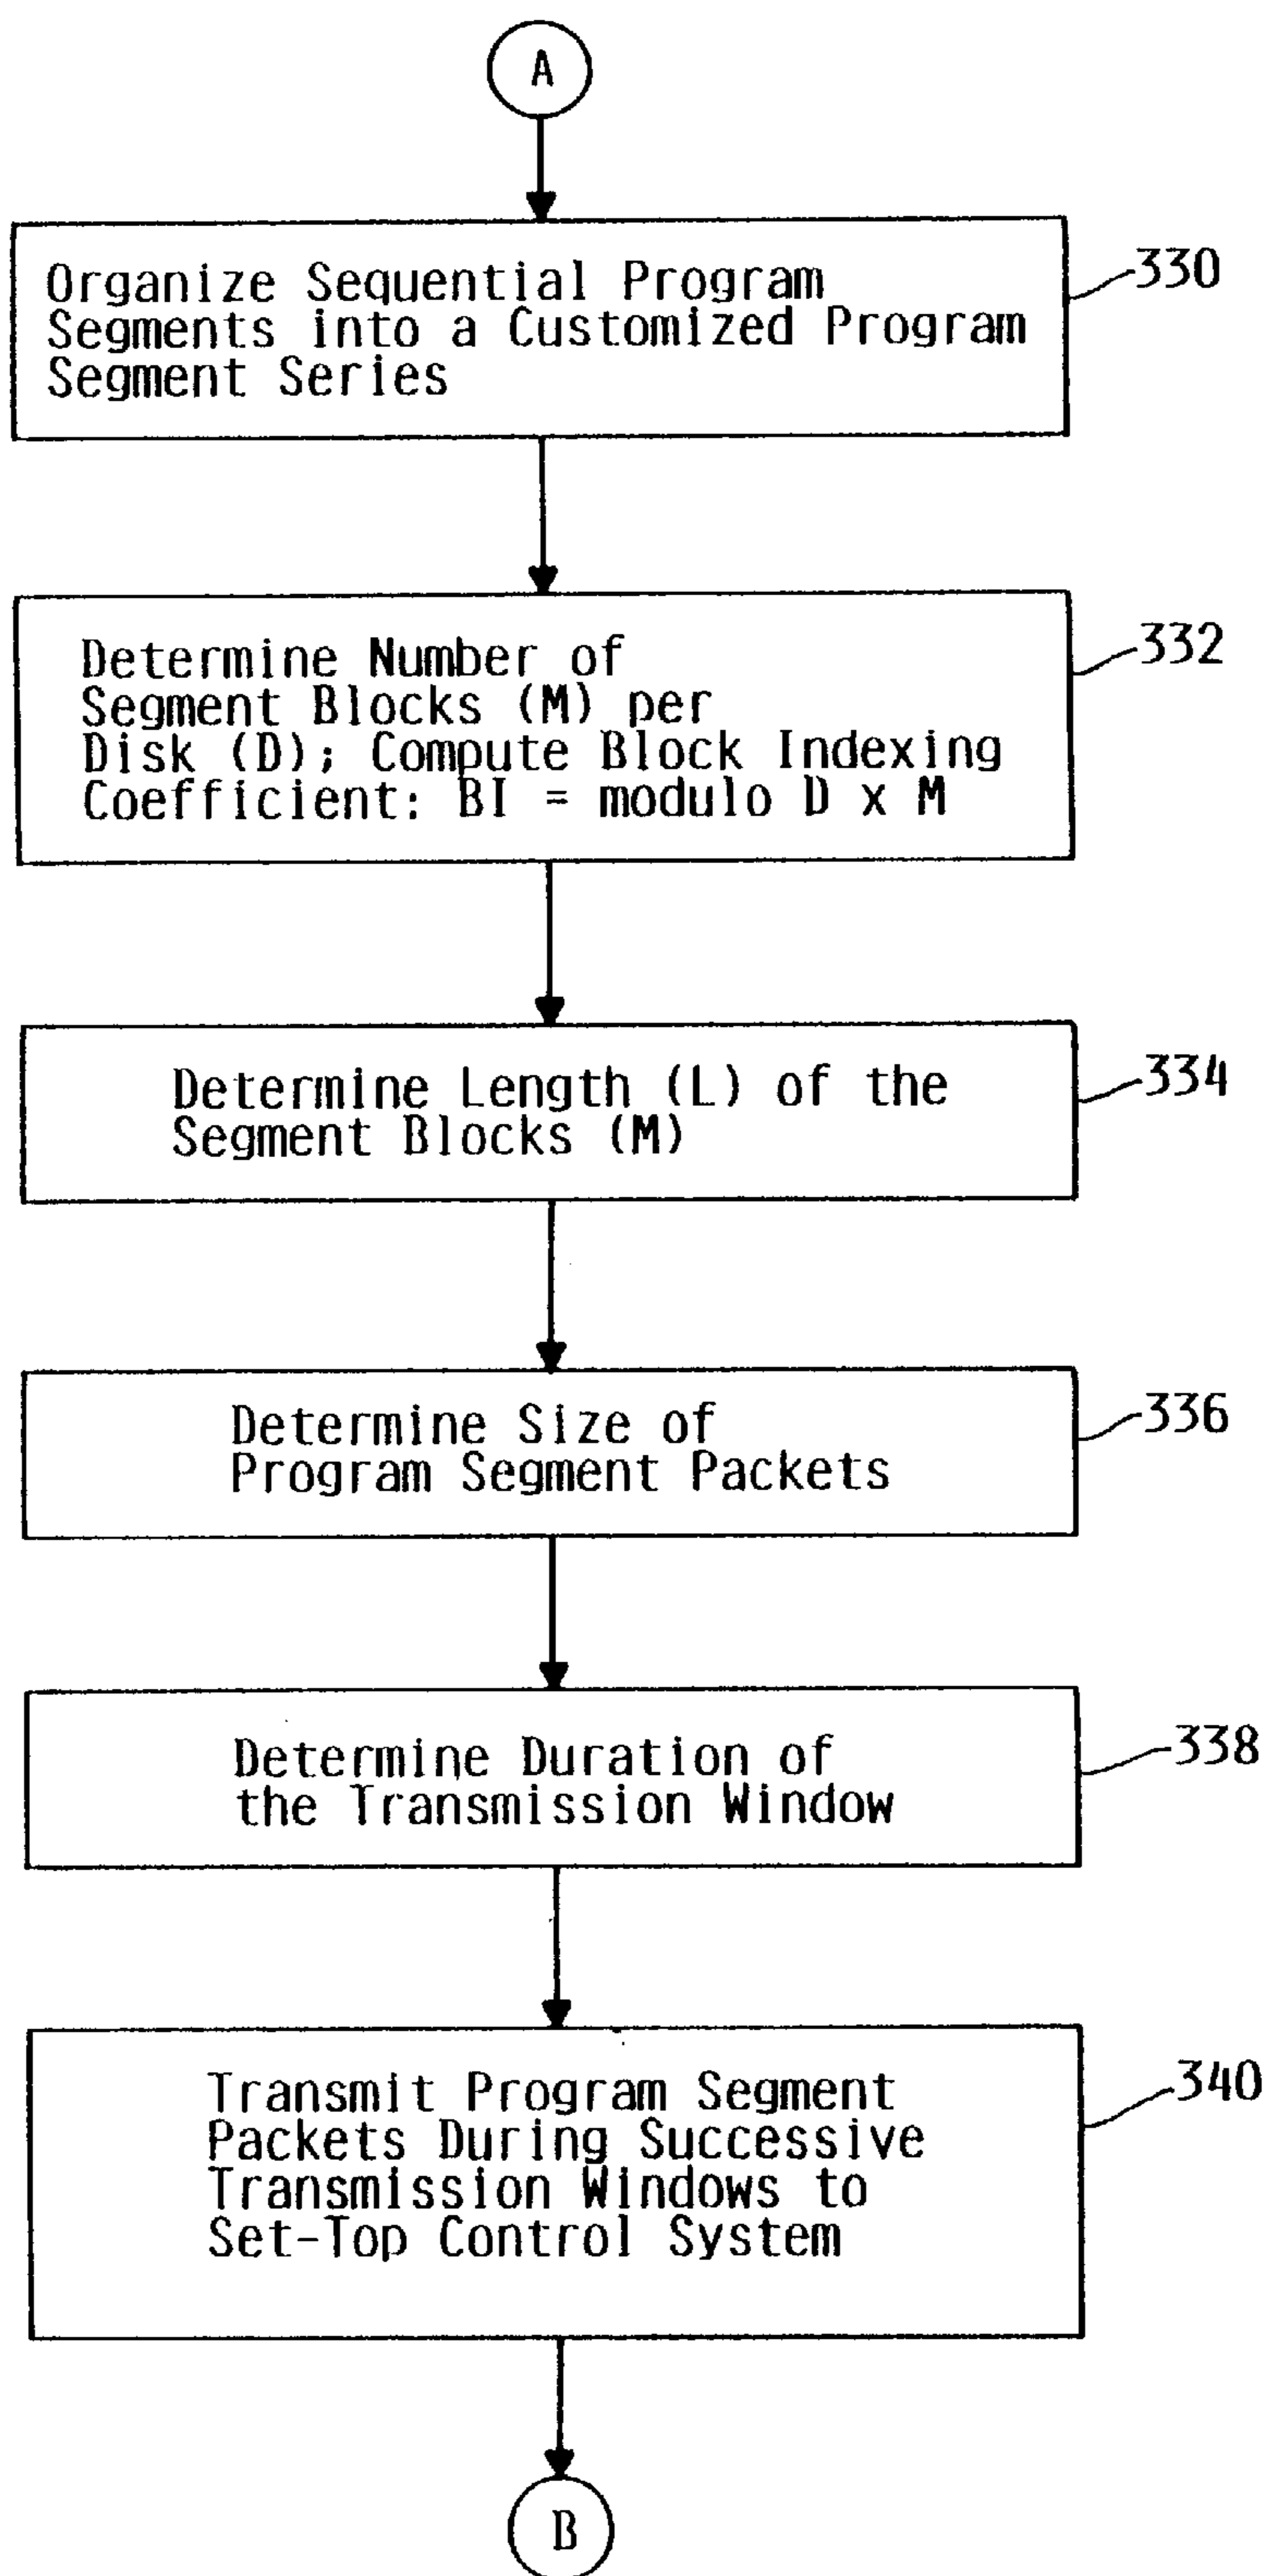 A
Organize Sequential Program
Segments into a Customized Program
Segment Series
330
Determine Number of
Segment Blocks (M) per
Disk (D); Compute Block Indexing
Coefficient: BI = modulo D x M
332
Determine Length (L) of the
Segment Blocks (M)
334
Determine Size of
Program Segment Packets
336
Determine Duration of
the Transmission Window
338
Transmit Program Segment
Packets During Successive
Transmission Windows to
Set-Top Control System
340
B